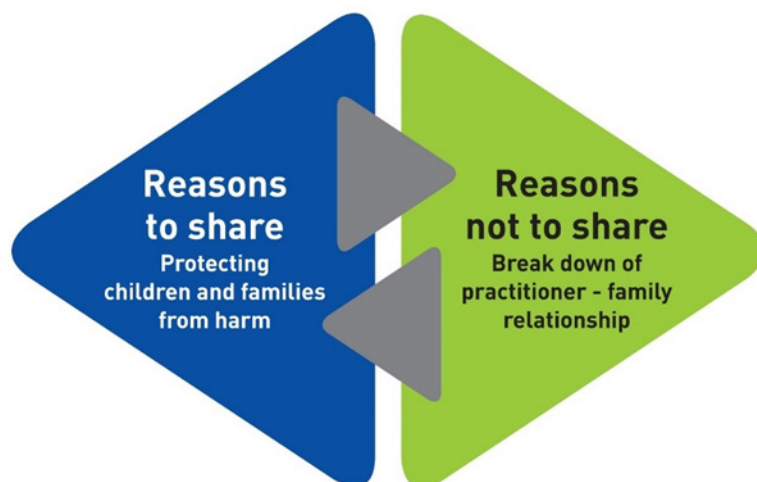 Reasons
to share
Protecting
children and families
from harm
Reasons
not to share
Break down of
practitioner - family
relationship